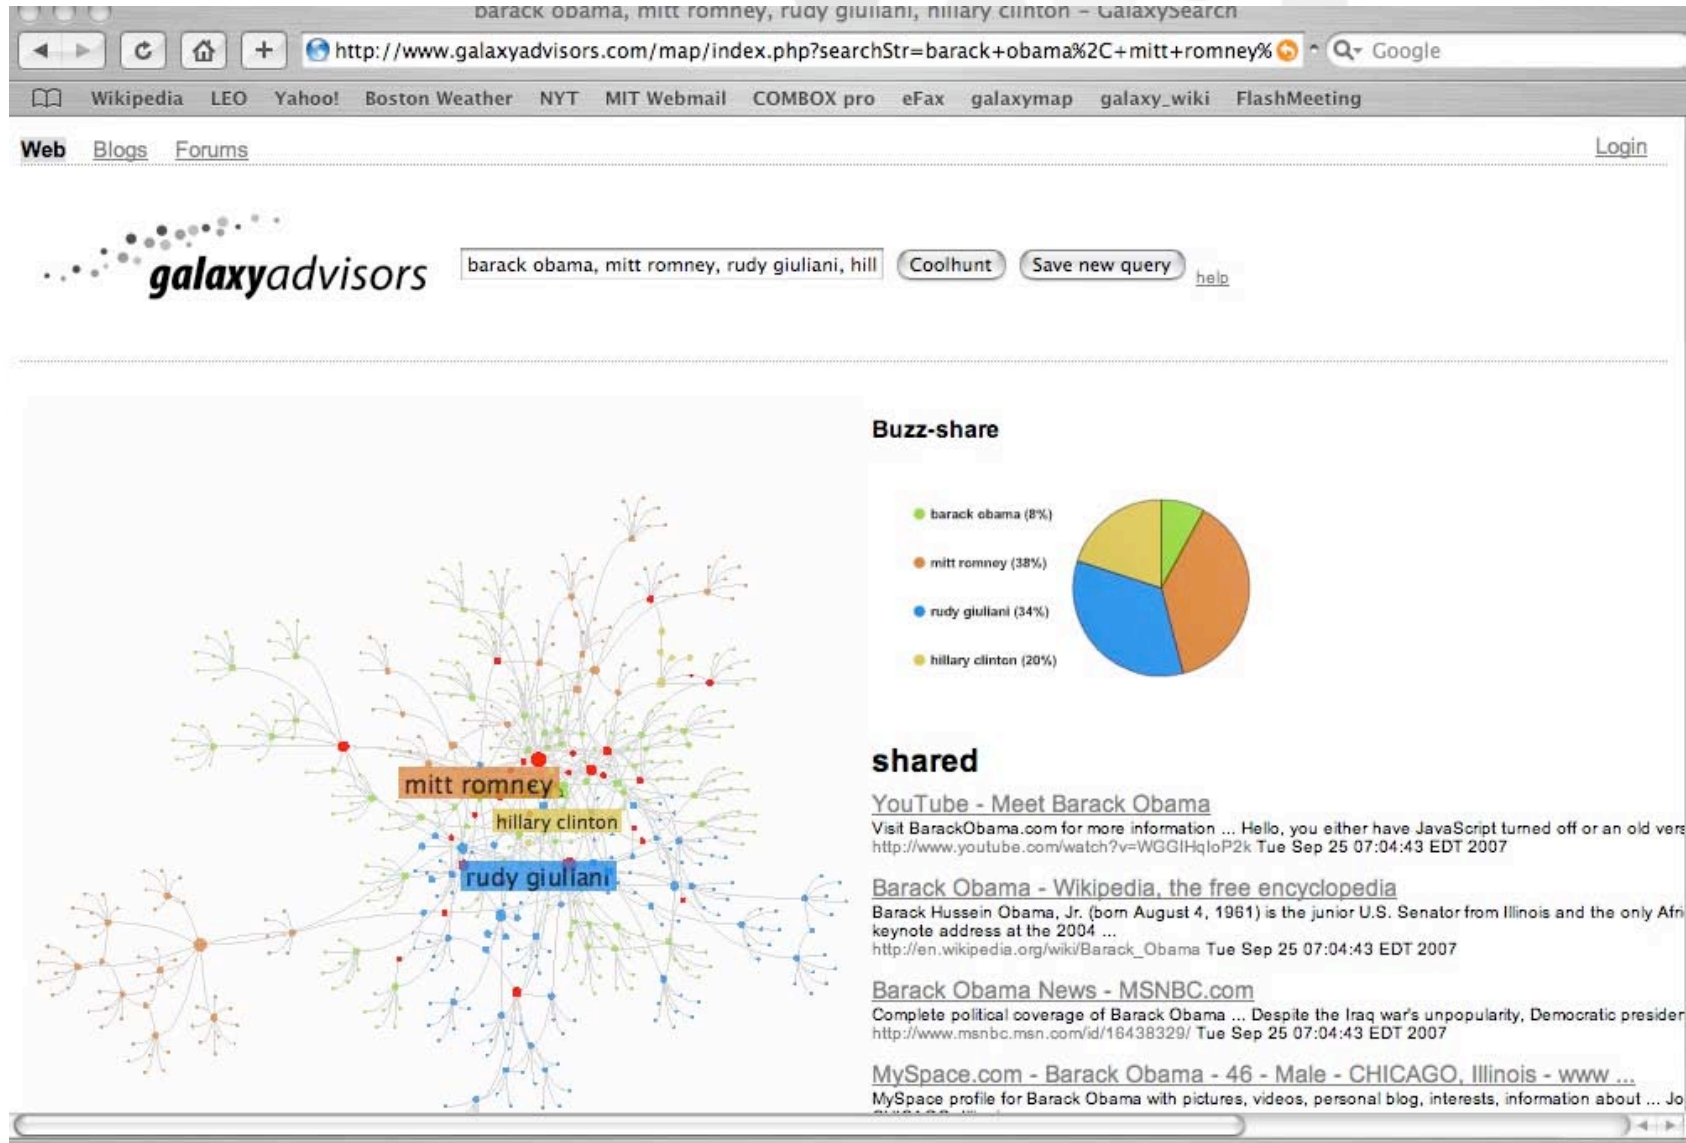 barack obama, mitt romney, rudy giuliani, hillary clinton – GalaxySearch
http://www.galaxyadvisors.com/map/index.php?searchStr=barack+obama%2C+mitt+romney% Google
Wikipedia LEO Yahoo! Boston Weather NYT MIT Webmail COMBOX pro eFax galaxymap galaxy_wiki FlashMeeting
Web Blogs Forums Login
galaxyadvisors barack obama, mitt romney, rudy giuliani, hill Coolhunt Save new query help
Buzz-share
barack obama (8%)
mitt romney (38%)
rudy giuliani (34%)
hillary clinton (20%)
mitt romney
hillary clinton
rudy giuliani
shared
YouTube - Meet Barack Obama
Visit BarackObama.com for more information ... Hello, you either have JavaScript turned off or an old vers
http://www.youtube.com/watch?v=WGGIHqIoP2k Tue Sep 25 07:04:43 EDT 2007
Barack Obama - Wikipedia, the free encyclopedia
Barack Hussein Obama, Jr. (born August 4, 1961) is the junior U.S. Senator from Illinois and the only Afri
keynote address at the 2004 ...
http://en.wikipedia.org/wiki/Barack_Obama Tue Sep 25 07:04:43 EDT 2007
Barack Obama News - MSNBC.com
Complete political coverage of Barack Obama ... Despite the Iraq war's unpopularity, Democratic presider
http://www.msnbc.msn.com/id/16438329/ Tue Sep 25 07:04:43 EDT 2007
MySpace.com - Barack Obama - 46 - Male - CHICAGO, Illinois - www ...
MySpace profile for Barack Obama with pictures, videos, personal blog, interests, information about ... Jo